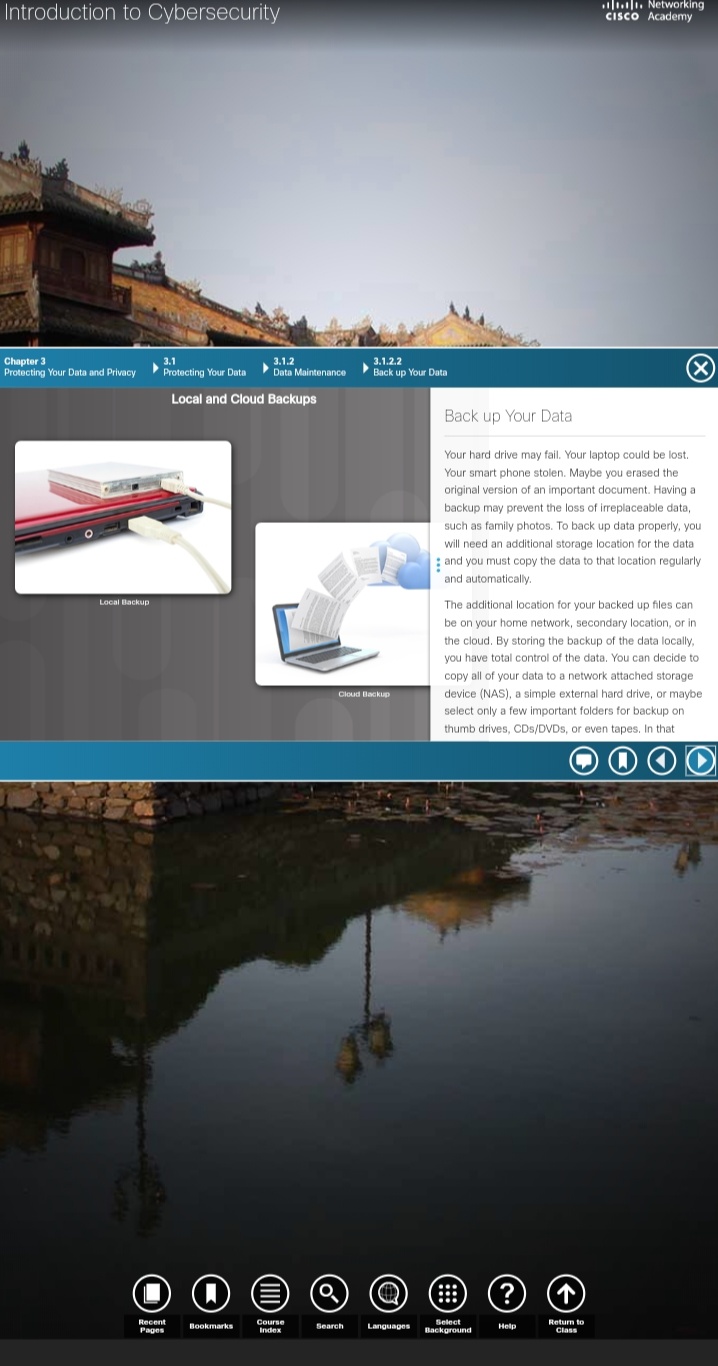 Introduction to Cybersecurity
Networking
CISCO Academy
Chapter 3
Protecting Your Data and Privacy
3.1
Protecting Your Data
3.1.2
Data Maintenance
3.1.2.2
Back up Your Data
Local and Cloud Backups
Local Backup
Cloud Backup
Back up Your Data
Your hard drive may fail. Your laptop could be lost.
Your smart phone stolen. Maybe you erased the
original version of an important document. Having a
backup may prevent the loss of irreplaceable data,
such as family photos. To back up data properly, you
will need an additional storage location for the data
and you must copy the data to that location regularly
and automatically.
The additional location for your backed up files can
be on your home network, secondary location, or in
the cloud. By storing the backup of the data locally,
you have total control of the data. You can decide to
copy all of your data to a network attached storage
device (NAS), a simple external hard drive, or maybe
select only a few important folders for backup on
thumb drives, CDs/DVDs, or even tapes. In that
Recent
Pages
Bookmarks
Course
Index
Search
Languages
Select
Background
?
Help
Return to
Class